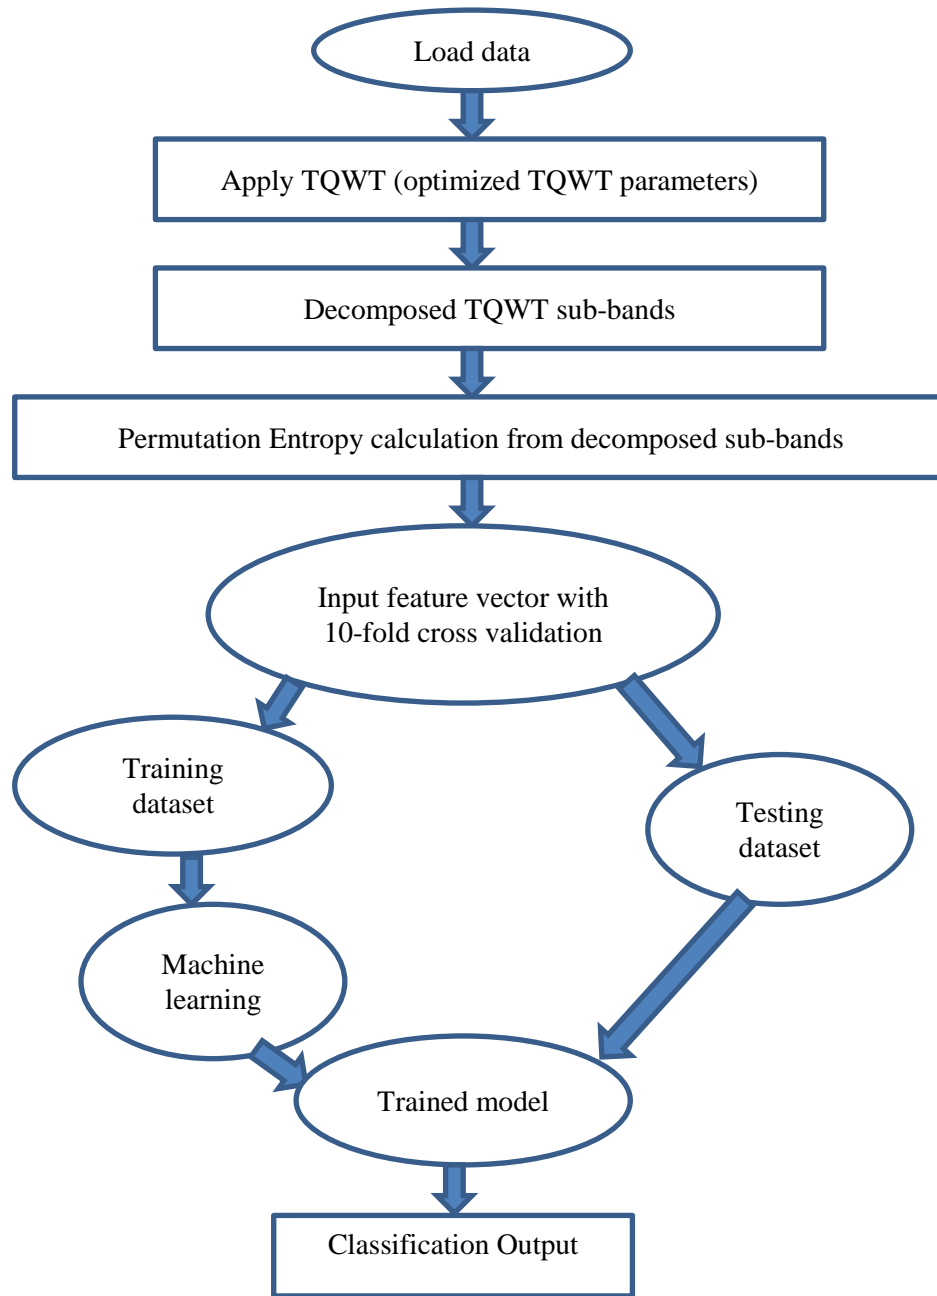 Load data
Apply TQWT (optimized TQWT parameters)
Decomposed TQWT sub-bands
Permutation Entropy calculation from decomposed sub-bands
Input feature vector with
10-fold cross validation
Training
dataset
Testing
dataset
Machine
learning
Trained model
Classification Output